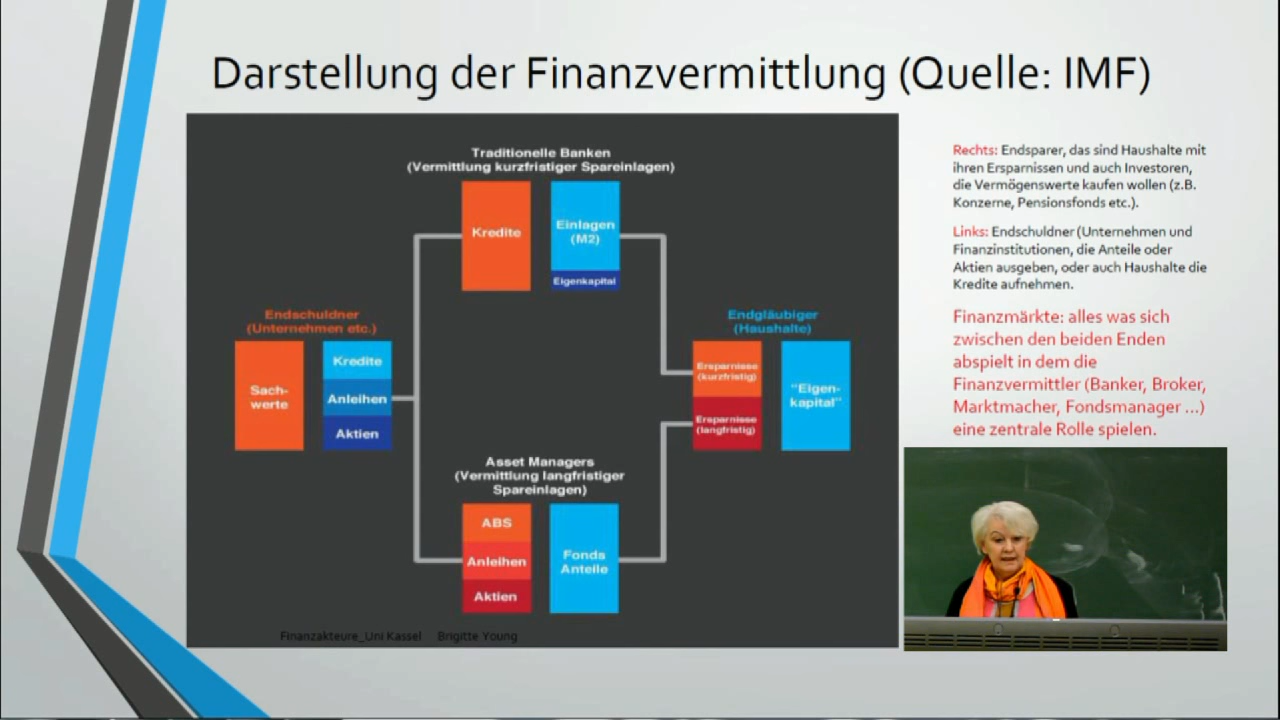 Darstellung der Finanzvermittlung (Quelle: IMF)
Traditionelle Banken
(Vermittlung kurzfristiger Spareinlagen)
Kredite
Einlagen
(M2)
Eigenkapital
Endschuldner
(Unternehmen etc.)
Sach-
werte
Kredite
Anleihen
Aktien
Endgläubiger
(Haushalte)
Ersparnisse
(kurzfristig)
Ersparnisse
(langfristig)
"Eigen-
kapital"
Asset Managers
(Vermittlung langfristiger
Spareinlagen)
ABS
Anleihen
Aktien
Fonds
Anteile
Finanzakteure_Uni Kassel Brigitte Young
Rechts: Endsparer, das sind Haushalte mit
ihren Ersparnissen und auch Investoren,
die Vermögenswerte kaufen wollen (z.B.
Konzerne, Pensionsfonds etc.).
Links: Endschuldner (Unternehmen und
Finanzinstitutionen, die Anteile oder
Aktien ausgeben, oder auch Haushalte die
Kredite aufnehmen.
Finanzmärkte: alles was sich
zwischen den beiden Enden
abspielt in dem die
Finanzvermittler (Banker, Broker,
Marktmacher, Fondsmanager ...)
eine zentrale Rolle spielen.